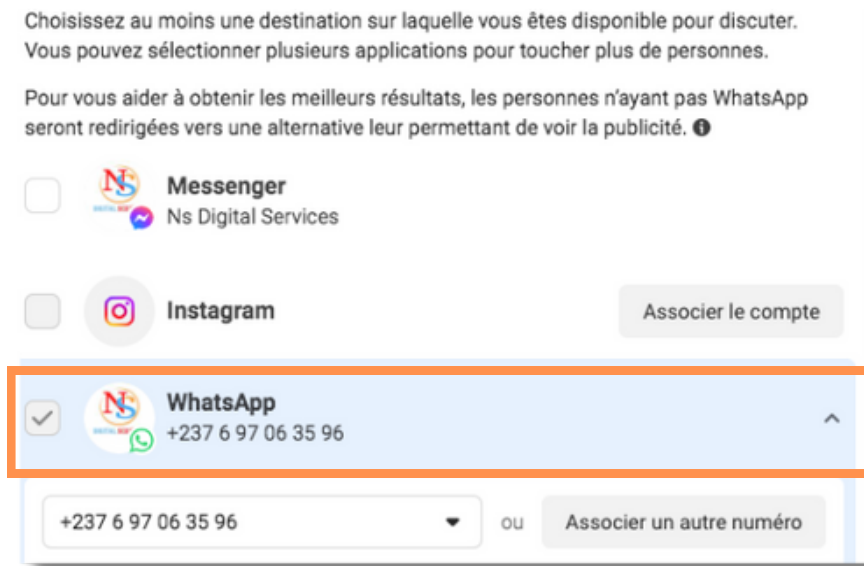 Choisissez au moins une destination sur laquelle vous êtes disponible pour discuter.
Vous pouvez sélectionner plusieurs applications pour toucher plus de personnes.
Pour vous aider à obtenir les meilleurs résultats, les personnes n'ayant pas WhatsApp
seront redirigées vers une alternative leur permettant de voir la publicité.
NS
Messenger
Ns Digital Services
Instagram
Associer le compte
NS
WhatsApp
+237 6 97 06 35 96
+237 6 97 06 35 96
ou
Associer un autre numéro